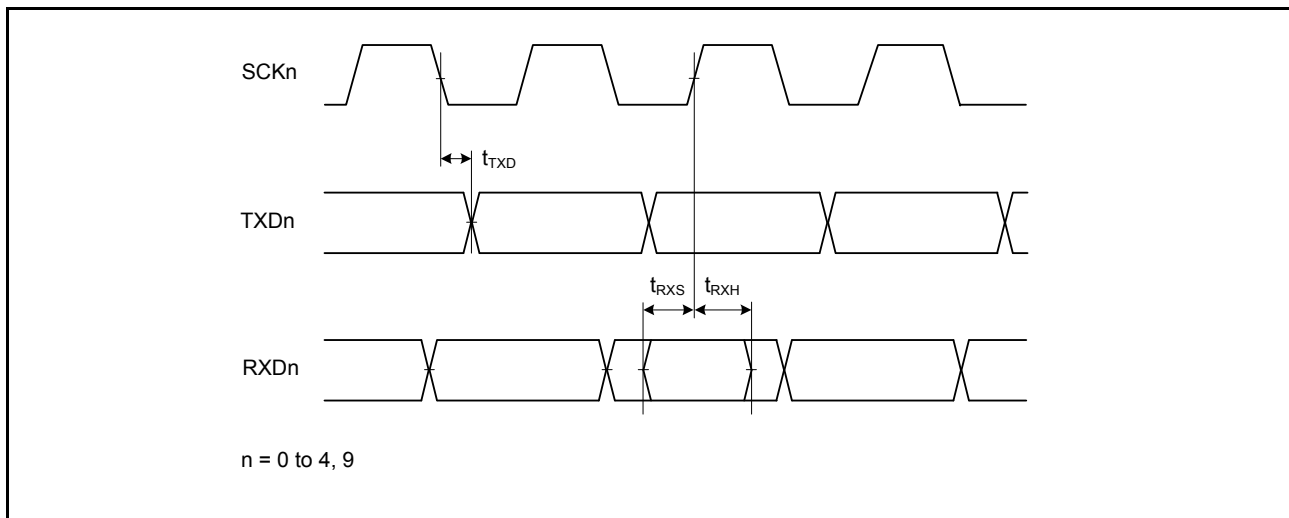 SCKn
tTXD
TXDn
tRXS tRXH
RXDn
n = 0 to 4, 9